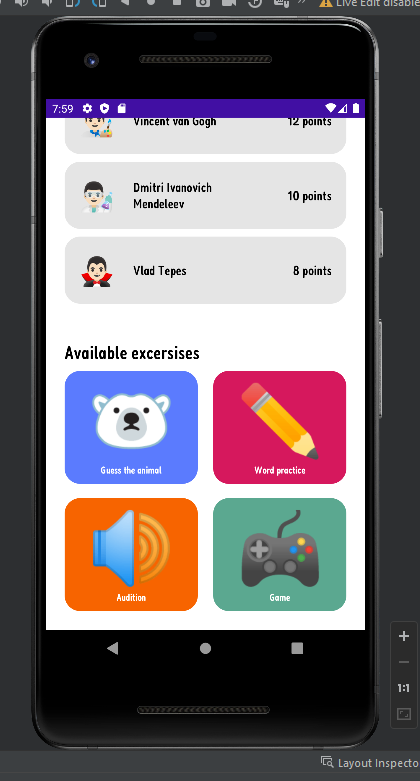 Live Edit disable
7:59
Vincent van Gogh 12 points
Dmitri Ivanovich
Mendeleev
10 points
Vlad Tepes 8 points
Available excersises
Guess the animal Word practice
Audition Game
1:1
Layout Inspecto